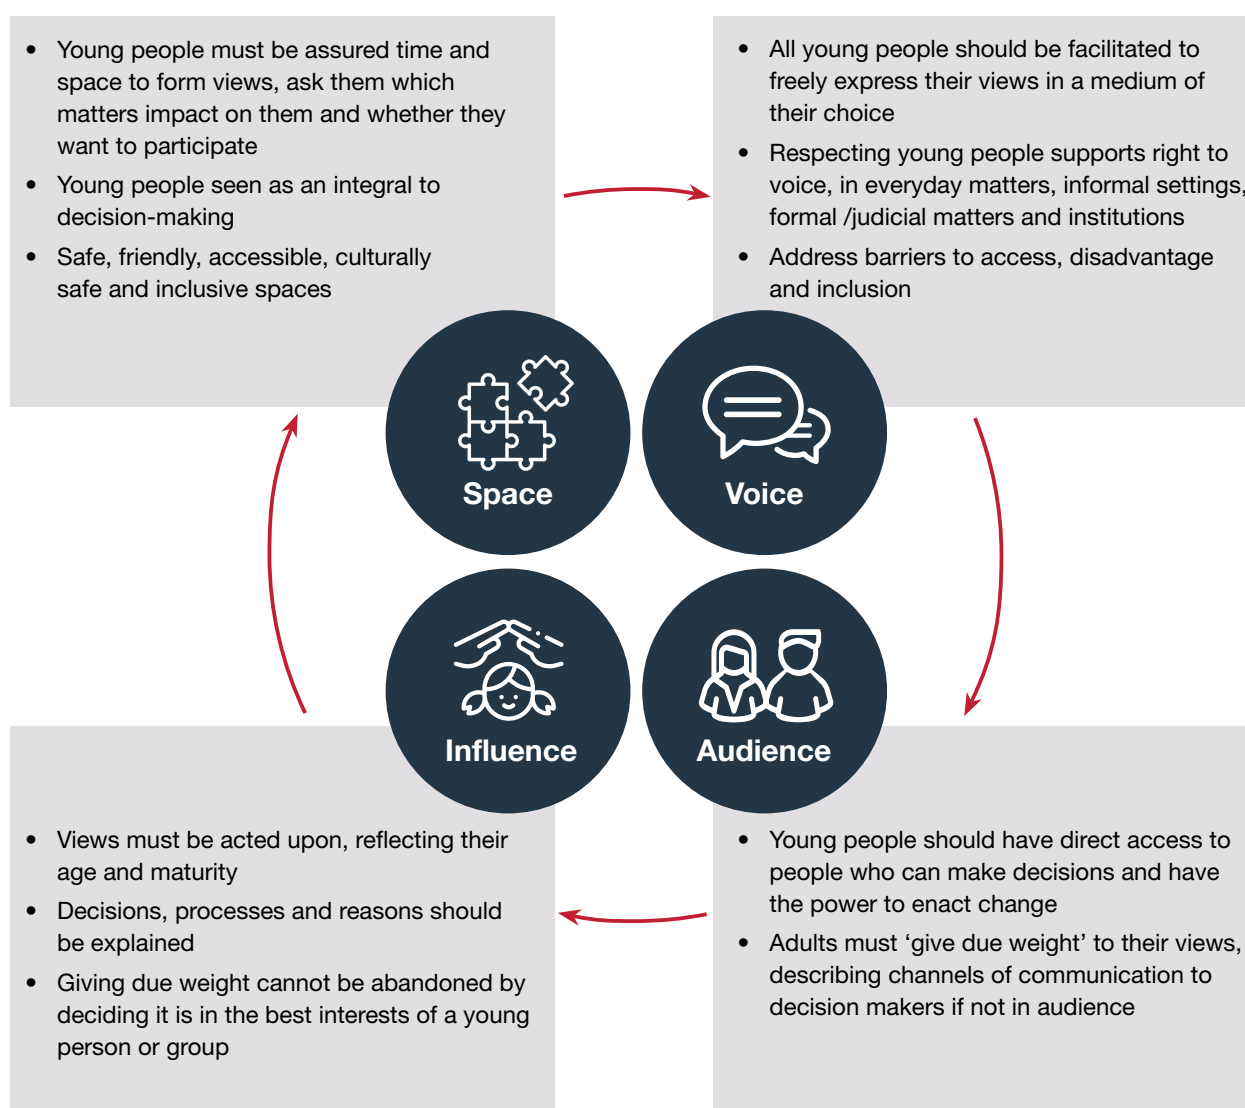 • Young people must be assured time and
space to form views, ask them which
matters impact on them and whether they
want to participate
• Young people seen as an integral to
decision-making
• Safe, friendly, accessible, culturally
safe and inclusive spaces
• All young people should be facilitated to
freely express their views in a medium of
their choice
• Respecting young people supports right to
voice, in everyday matters, informal settings,
formal /judicial matters and institutions
• Address barriers to access, disadvantage
and inclusion
Space
Voice
Influence
Audience
• Views must be acted upon, reflecting their
age and maturity
• Decisions, processes and reasons should
be explained
• Giving due weight cannot be abandoned by
deciding it is in the best interests of a young
person or group
• Young people should have direct access to
people who can make decisions and have
the power to enact change
• Adults must ‘give due weight’ to their views,
describing channels of communication to
decision makers if not in audience